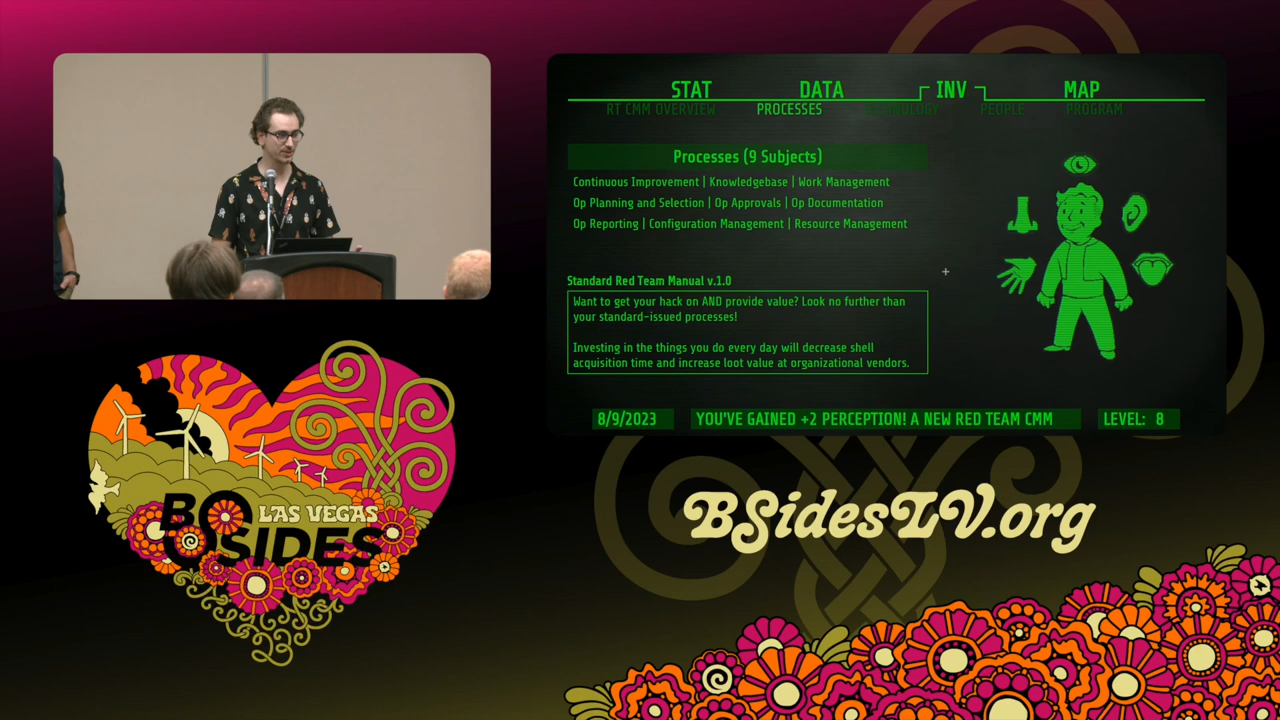 STAT DATA INV MAP
RT CMM OVERVIEW PROCESSES TECHNOLOGY PEOPLE PROGRAM
Processes (9 Subjects)
Continuous Improvement | Knowledgebase | Work Management
Op Planning and Selection | Op Approvals | Op Documentation
Op Reporting | Configuration Management | Resource Management
Standard Red Team Manual v.1.0
Want to get your hack on AND provide value? Look no further than
your standard-issued processes!
Investing in the things you do every day will decrease shell
acquisition time and increase loot value at organizational vendors.
8/9/2023 YOU'VE GAINED +2 PERCEPTION! A NEW RED TEAM CMM LEVEL: 8
LAS VEGAS
BSIDES
23
BSidesLV.org